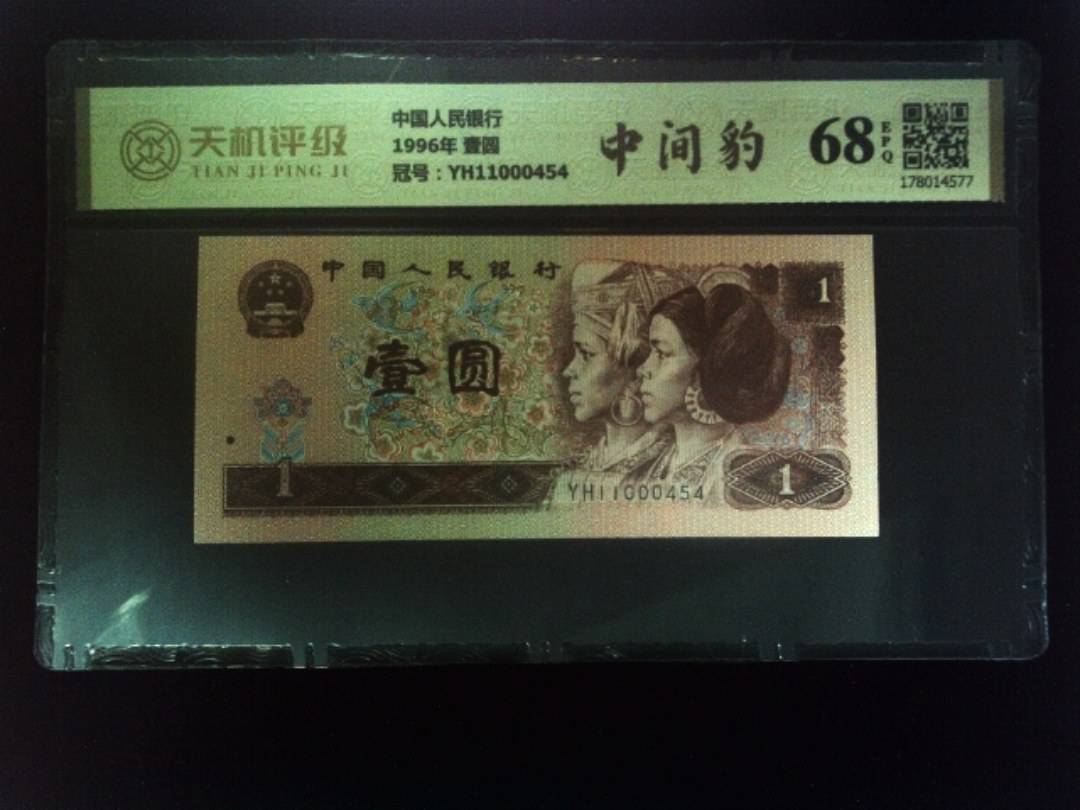 天机评级
TIAN JI PING JI
中国人民银行
1996年 壹圆
冠号：YH11000454
中间豹
68
EPQ
178014577
中国人民银行
1
壹圆
1
YH11000454
1